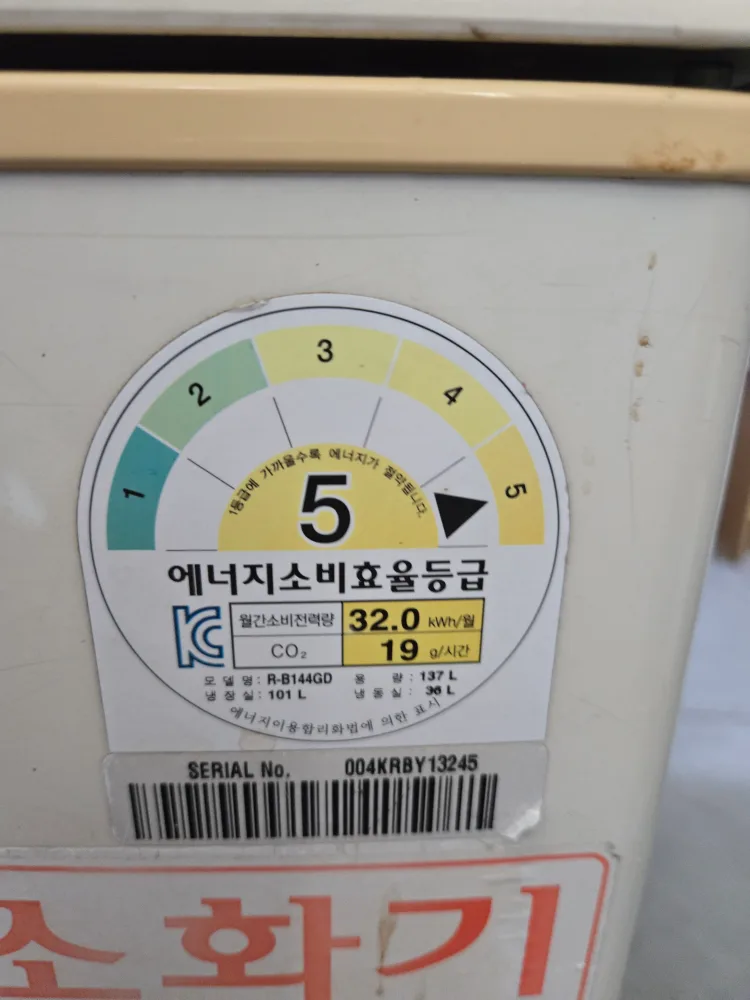 1 2 3 4 5
1등급에 가까울수록 에너지가 절약됩니다.
5
에너지소비효율등급
월간소비전력량 32.0 kWh/월
CO₂ 19 g/시간
모 델 명 : R-B144GD 용 량 : 137 L
냉 장 실 : 101 L 냉 동 실 : 36 L
에너지이용합리화법에 의한 표시
SERIAL No. 004KRBY13245
소화기